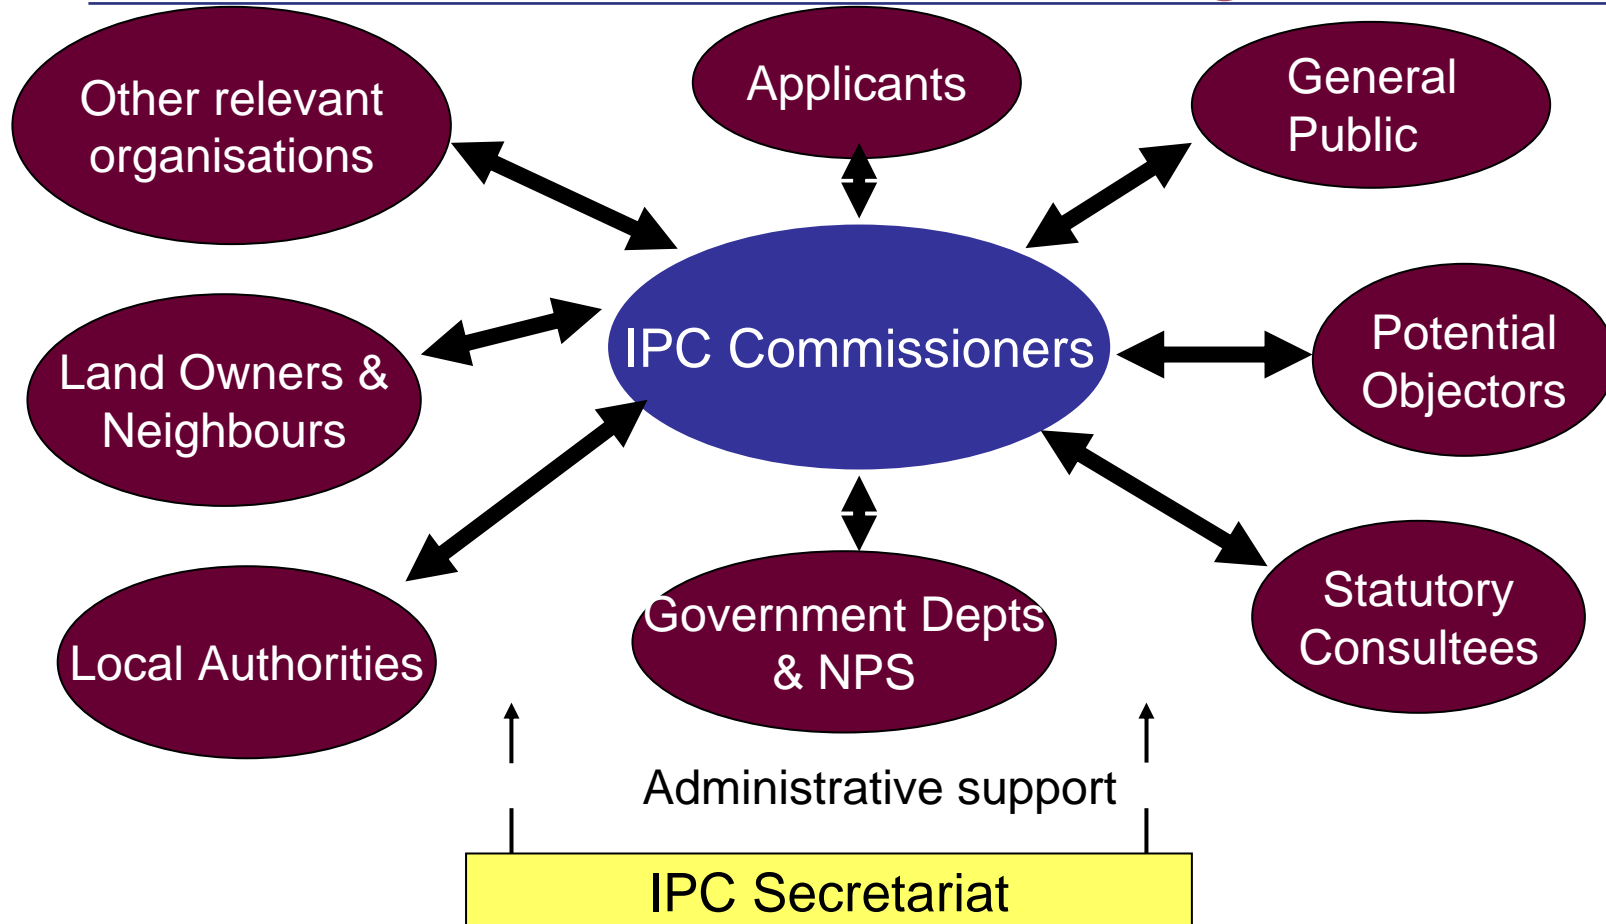 Other relevant
organisations
Applicants
General
Public
Land Owners &
Neighbours
IPC Commissioners
Potential
Objectors
Local Authorities
Government Depts
& NPS
Statutory
Consultees
Administrative support
IPC Secretariat